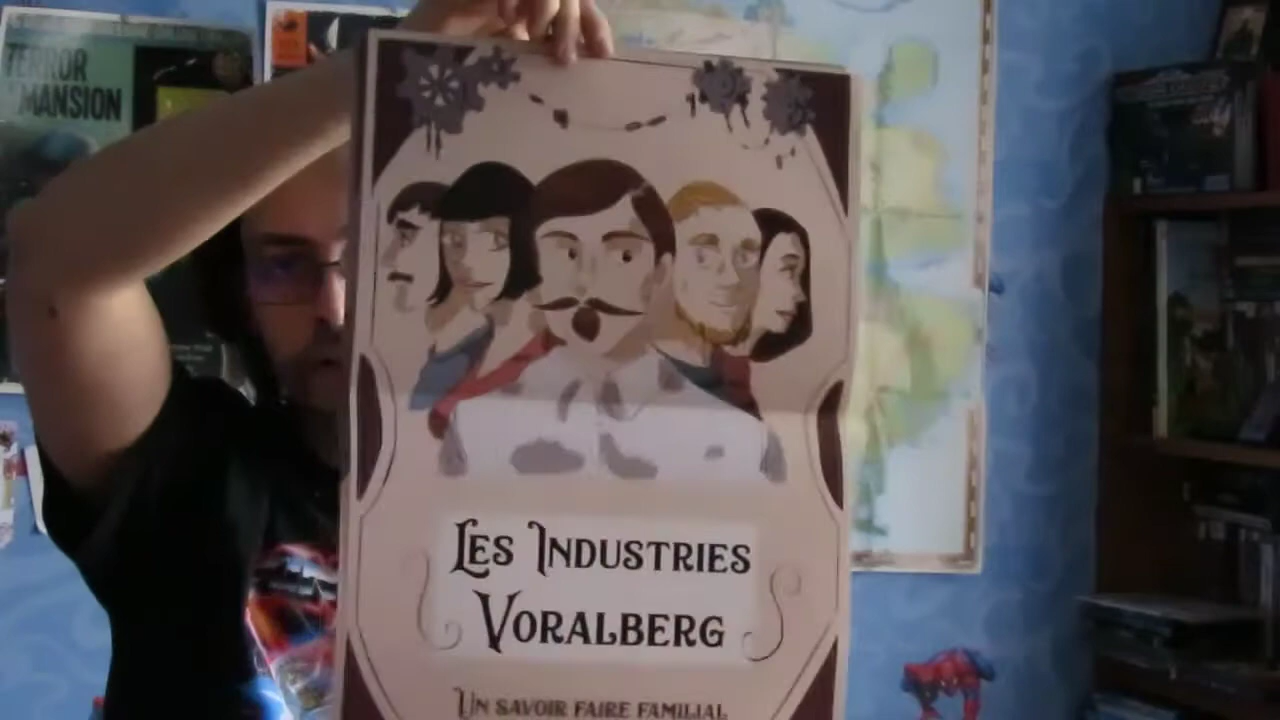 TERROR
MANSION
LES INDUSTRIES
VORALBERG
UN SAVOIR FAIRE FAMILIAL